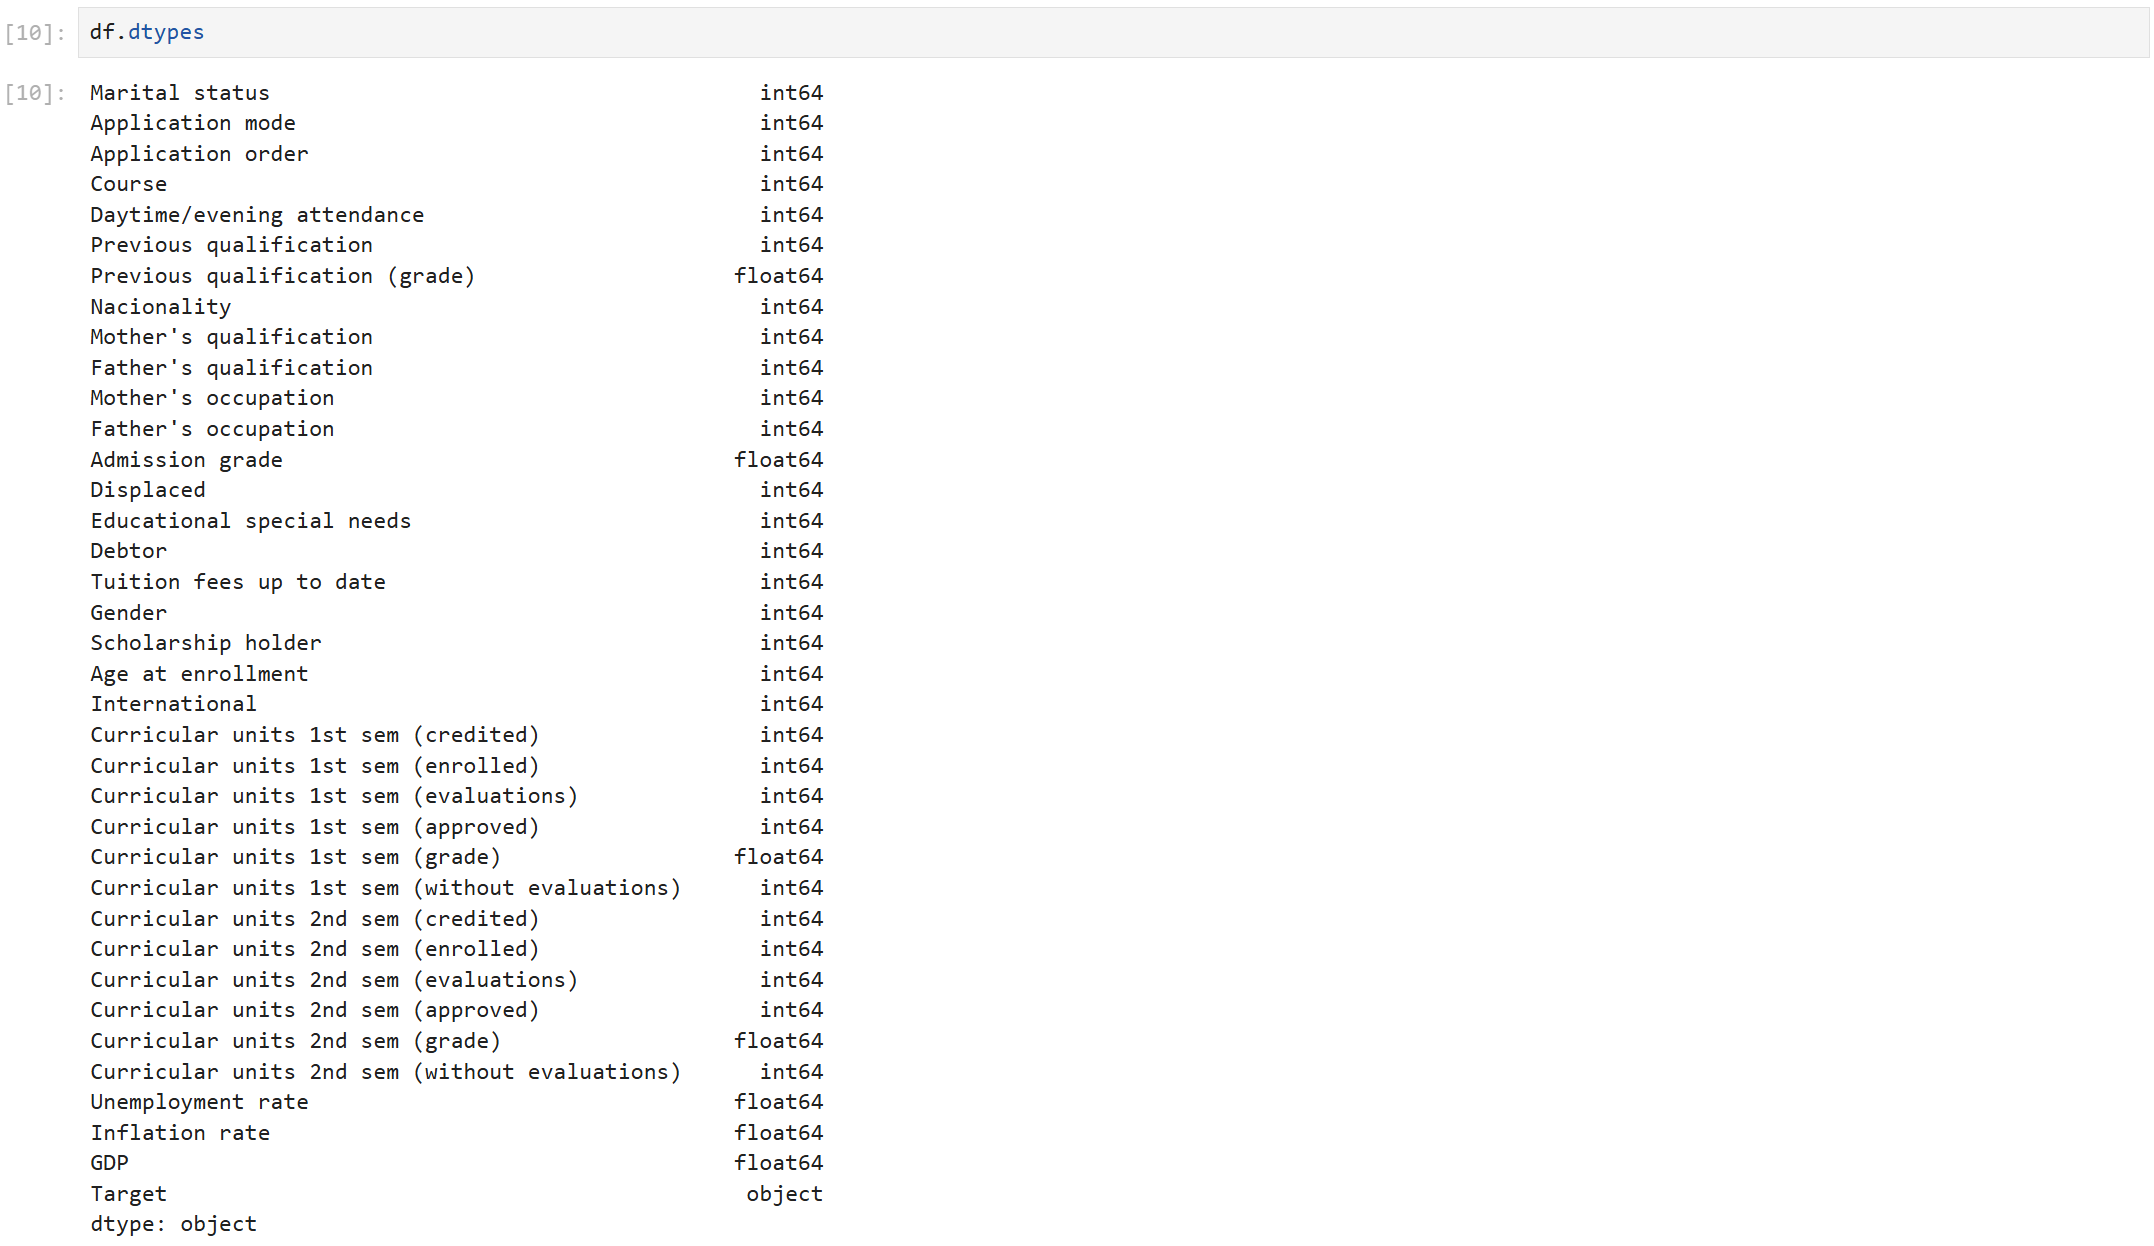 [10]: df.dtypes
[10]: Marital status int64
Application mode int64
Application order int64
Course int64
Daytime/evening attendance int64
Previous qualification int64
Previous qualification (grade) float64
Nacionality int64
Mother's qualification int64
Father's qualification int64
Mother's occupation int64
Father's occupation int64
Admission grade float64
Displaced int64
Educational special needs int64
Debtor int64
Tuition fees up to date int64
Gender int64
Scholarship holder int64
Age at enrollment int64
International int64
Curricular units 1st sem (credited) int64
Curricular units 1st sem (enrolled) int64
Curricular units 1st sem (evaluations) int64
Curricular units 1st sem (approved) int64
Curricular units 1st sem (grade) float64
Curricular units 1st sem (without evaluations) int64
Curricular units 2nd sem (credited) int64
Curricular units 2nd sem (enrolled) int64
Curricular units 2nd sem (evaluations) int64
Curricular units 2nd sem (approved) int64
Curricular units 2nd sem (grade) float64
Curricular units 2nd sem (without evaluations) int64
Unemployment rate float64
Inflation rate float64
GDP float64
Target object
dtype: object